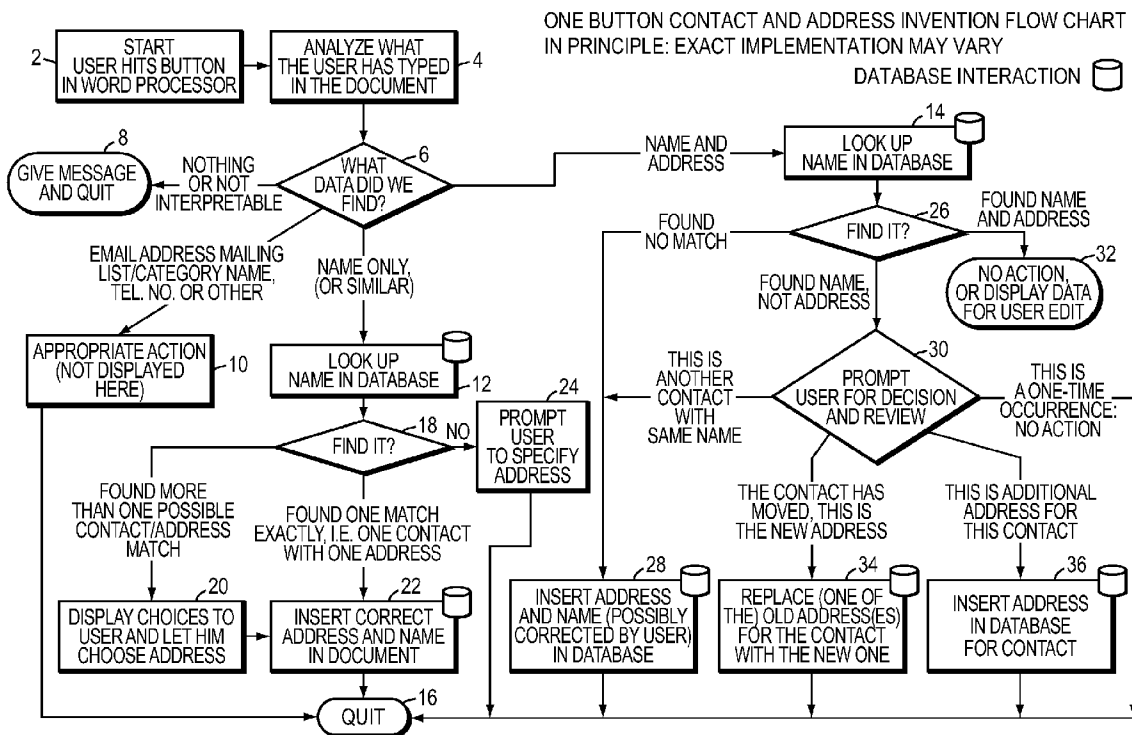 ONE BUTTON CONTACT AND ADDRESS INVENTION FLOW CHART
IN PRINCIPLE: EXACT IMPLEMENTATION MAY VARY
DATABASE INTERACTION
2
START
USER HITS BUTTON
IN WORD PROCESSOR
ANALYZE WHAT
THE USER HAS TYPED
IN THE DOCUMENT
4
8
GIVE MESSAGE
AND QUIT
NOTHING
OR NOT
INTERPRETABLE
6
WHAT
DATA DID WE
FIND?
NAME AND
ADDRESS
14
LOOK UP
NAME IN DATABASE
EMAIL ADDRESS MAILING
LIST/CATEGORY NAME,
TEL. NO. OR OTHER
NAME ONLY,
(OR SIMILAR)
FOUND
NO MATCH
26
FIND IT?
FOUND NAME
AND ADDRESS
32
NO ACTION,
OR DISPLAY DATA
FOR USER EDIT
FOUND NAME,
NOT ADDRESS
APPROPRIATE ACTION
(NOT DISPLAYED
HERE)
10
LOOK UP
NAME IN DATABASE
12
18
FIND IT?
NO
24
PROMPT
USER
TO SPECIFY
ADDRESS
THIS IS
ANOTHER
CONTACT
WITH
SAME NAME
30
PROMPT
USER FOR DECISION
AND REVIEW
THIS IS
A ONE-TIME
OCCURRENCE:
NO ACTION
FOUND MORE
THAN ONE POSSIBLE
CONTACT/ADDRESS
MATCH
FOUND ONE MATCH
EXACTLY, I.E. ONE CONTACT
WITH ONE ADDRESS
THE CONTACT HAS
MOVED, THIS IS
THE NEW ADDRESS
THIS IS ADDITIONAL
ADDRESS FOR
THIS CONTACT
20
DISPLAY CHOICES TO
USER AND LET HIM
CHOOSE ADDRESS
22
INSERT CORRECT
ADDRESS AND NAME
IN DOCUMENT
28
INSERT ADDRESS
AND NAME (POSSIBLY
CORRECTED BY USER)
IN DATABASE
34
REPLACE (ONE OF
THE) OLD ADDRESS(ES)
FOR THE CONTACT
WITH THE NEW ONE
36
INSERT ADDRESS
IN DATABASE
FOR CONTACT
16
QUIT